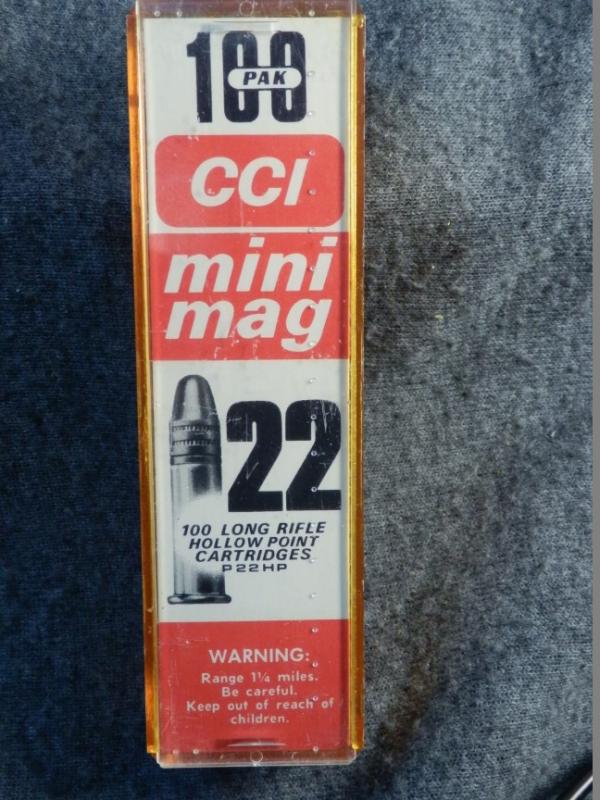 100
PAK
CCI
mini
mag
22
100 LONG RIFLE
HOLLOW POINT
CARTRIDGES
P22HP
WARNING:
Range 1¼ miles.
Be careful.
Keep out of reach of
children.